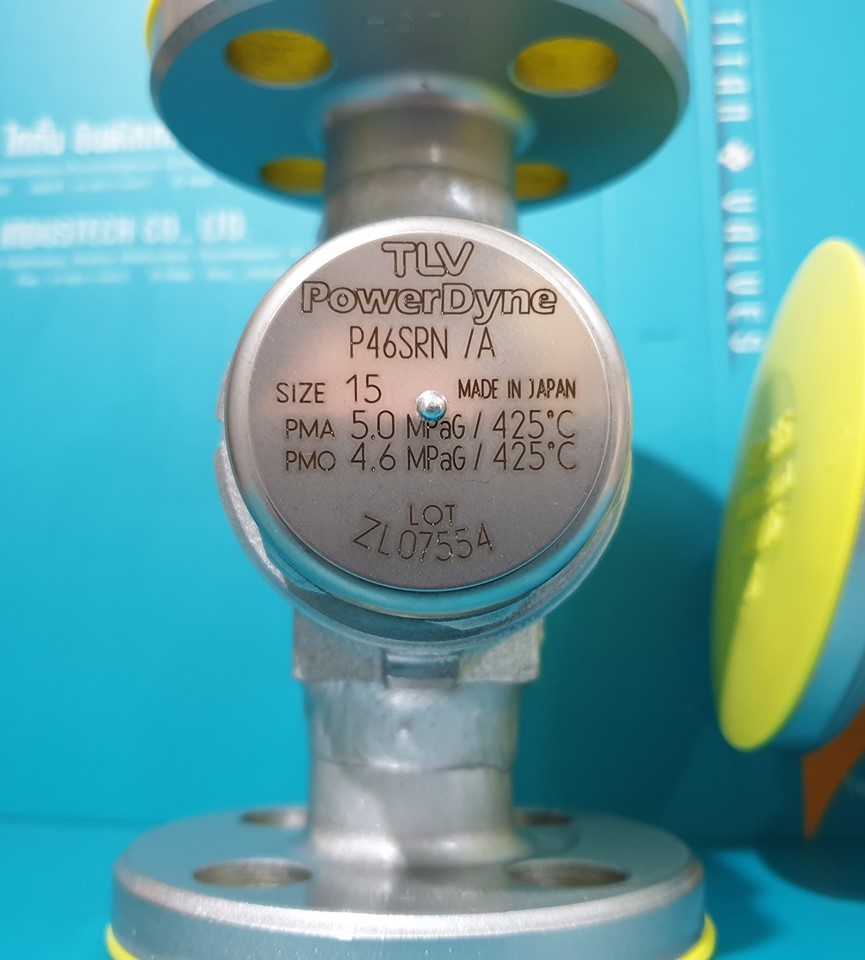 TLV
PowerDyne
P46SRN /A
SIZE 15 MADE IN JAPAN
PMA 5.0 MPaG / 425°C
PMO 4.6 MPaG / 425°C
LOT
ZL07554
INDUSTECH CO., LTD.
TITAN VALVES